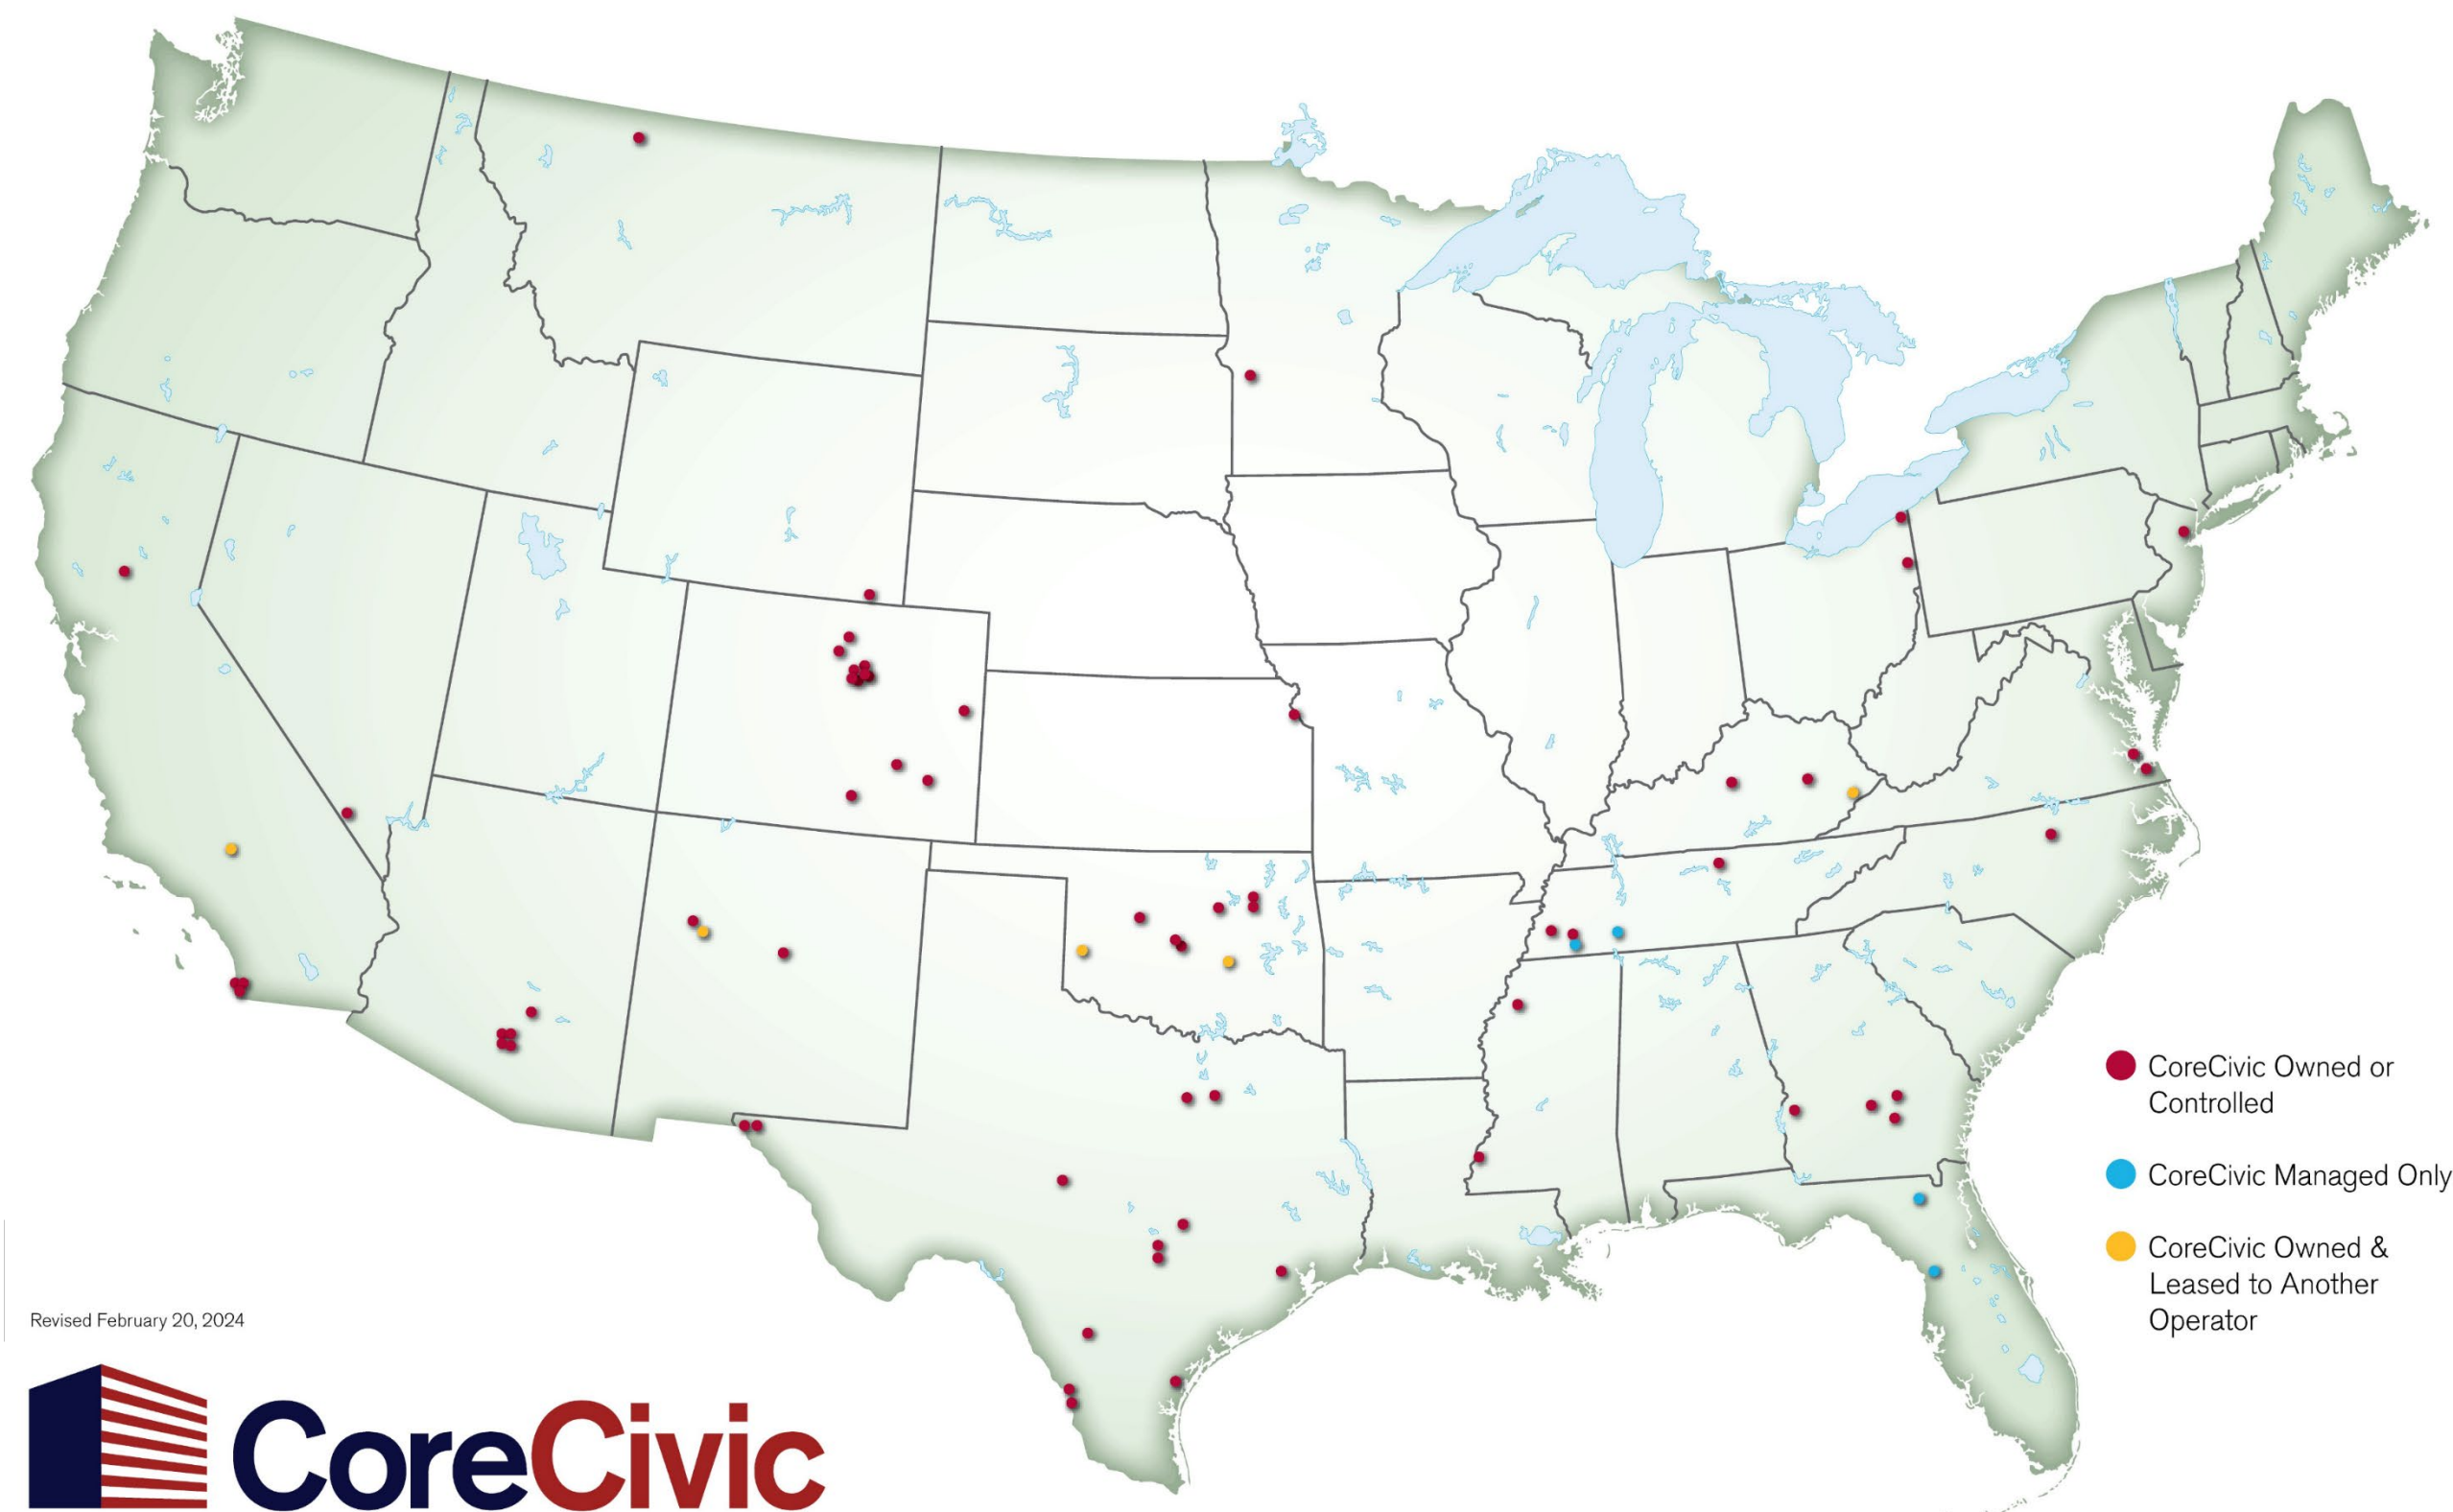 CoreCivic Owned or
Controlled
CoreCivic Managed Only
CoreCivic Owned &
Leased to Another
Operator
Revised February 20, 2024
CoreCivic